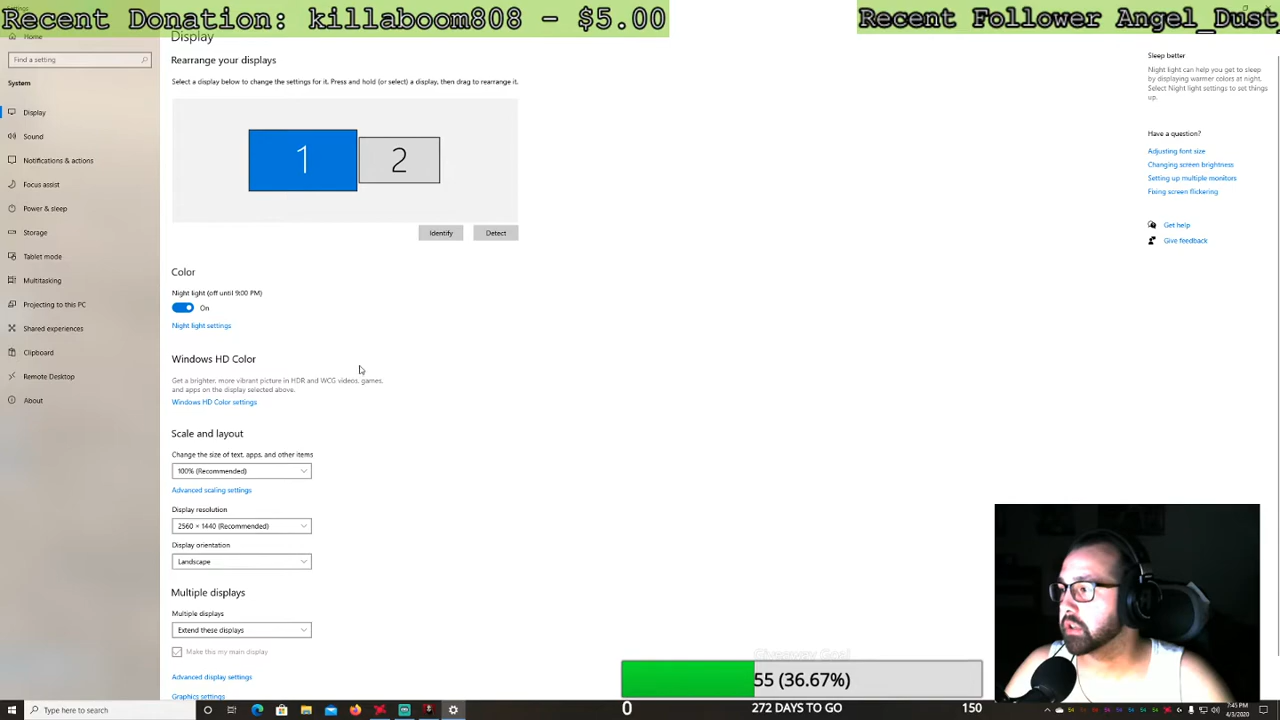 Recent Donation: killaboom808 - $5.00
Recent Follower Angel_Dust_
Home
Display
Find a setting
System
Display
Sound
Notifications & actions
Focus assist
Power & sleep
Storage
Tablet mode
Multitasking
Projecting to this PC
Shared experiences
Clipboard
Remote Desktop
About
Rearrange your displays
Select a display below to change the settings for it. Press and hold (or select) a display, then drag to rearrange it.
1
2
Identify
Detect
Color
Night light (off until 9:00 PM)
On
Night light settings
Windows HD Color
Get a brighter, more vibrant picture in HDR and WCG videos, games,
and apps on the display selected above.
Windows HD Color settings
Scale and layout
Change the size of text, apps, and other items
100% (Recommended)
Advanced scaling settings
Display resolution
2560 × 1440 (Recommended)
Display orientation
Landscape
Multiple displays
Multiple displays
Extend these displays
Make this my main display
Advanced display settings
Graphics settings
Sleep better
Night light can help you get to sleep
by displaying warmer colors at night.
Select Night light settings to set things
up.
Have a question?
Adjusting font size
Changing screen brightness
Setting up multiple monitors
Fixing screen flickering
Get help
Give feedback
Giveaway Goal
55 (36.67%)
0
272 DAYS TO GO
150
Type here to search
7:45 PM
4/3/2020